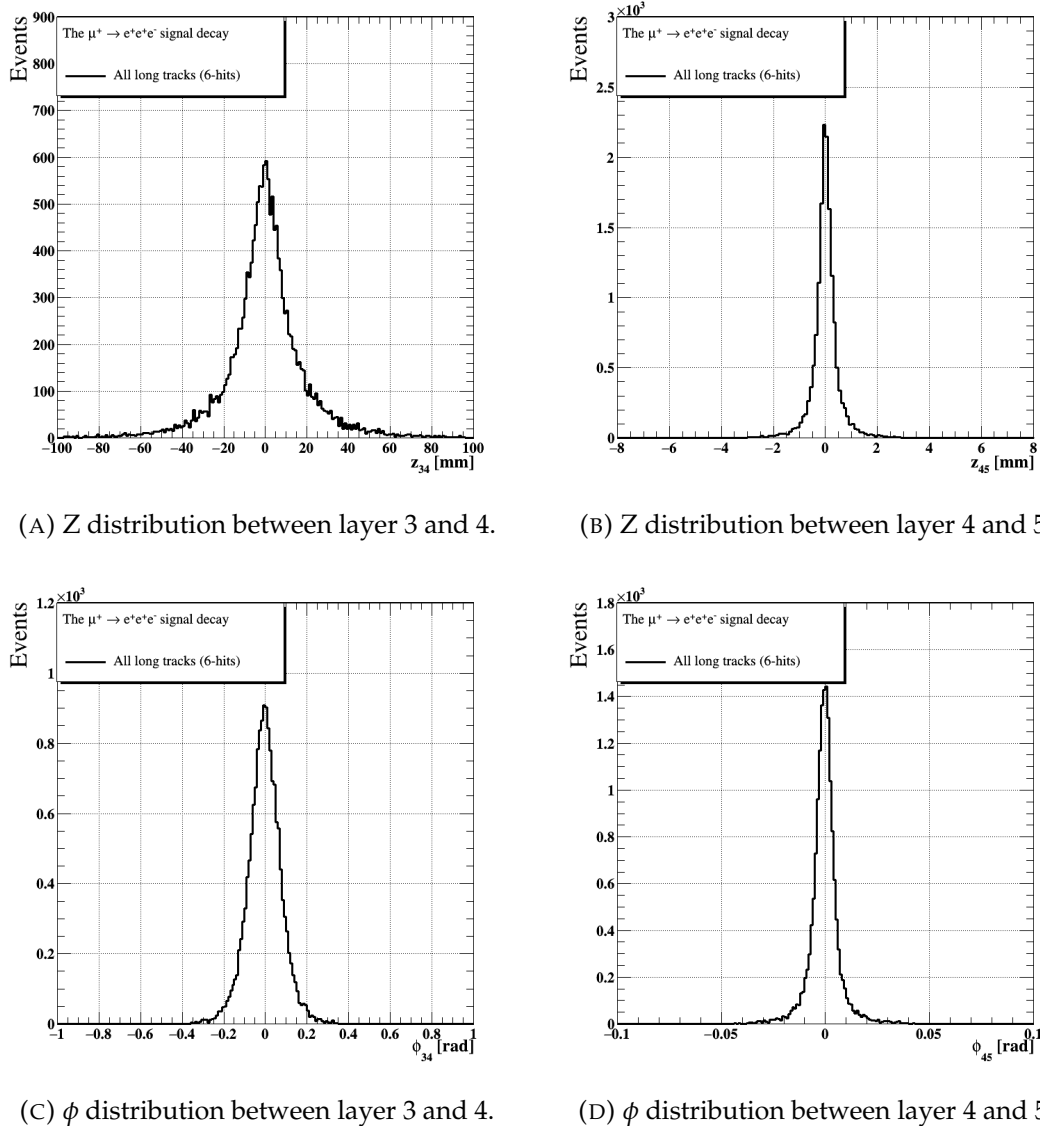 Events
900
800
700
600
500
400
300
200
100
0
The μ⁺ → e⁺e⁺e⁻ signal decay
All long tracks (6-hits)
−100 −80 −60 −40 −20 0 20 40 60 80 100
z₃₄ [mm]
(A) Z distribution between layer 3 and 4.
Events
×10³
3
2.5
2
1.5
1
0.5
0
The μ⁺ → e⁺e⁺e⁻ signal decay
All long tracks (6-hits)
−8 −6 −4 −2 0 2 4 6 8
z₄₅ [mm]
(B) Z distribution between layer 4 and 5
Events
×10³
1.2
1
0.8
0.6
0.4
0.2
0
The μ⁺ → e⁺e⁺e⁻ signal decay
All long tracks (6-hits)
−1 −0.8 −0.6 −0.4 −0.2 0 0.2 0.4 0.6 0.8 1
ϕ₃₄ [rad]
(C) ϕ distribution between layer 3 and 4.
Events
×10³
1.8
1.6
1.4
1.2
1
0.8
0.6
0.4
0.2
0
The μ⁺ → e⁺e⁺e⁻ signal decay
All long tracks (6-hits)
−0.1 −0.05 0 0.05 0.1
ϕ₄₅ [rad]
(D) ϕ distribution between layer 4 and 5